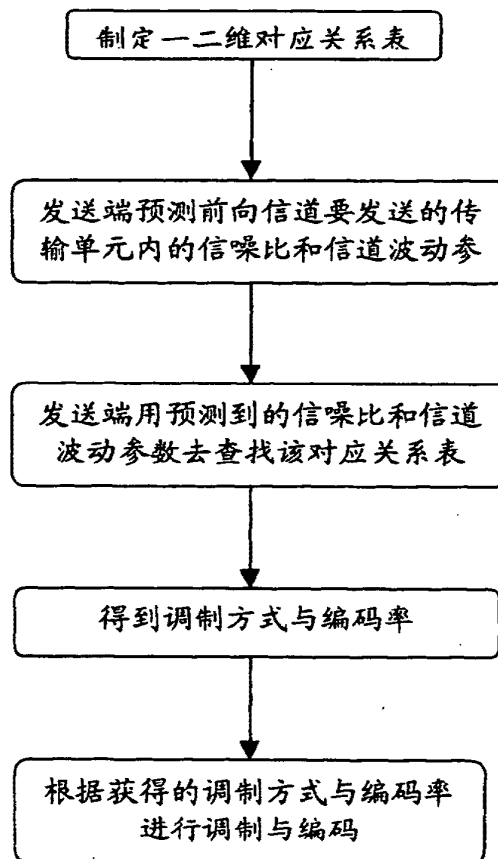 制定一二维对应关系表
发送端预测前向信道要发送的传
输单元内的信噪比和信道波动参
发送端用预测到的信噪比和信道
波动参数去查找该对应关系表
得到调制方式与编码率
根据获得的调制方式与编码率
进行调制与编码